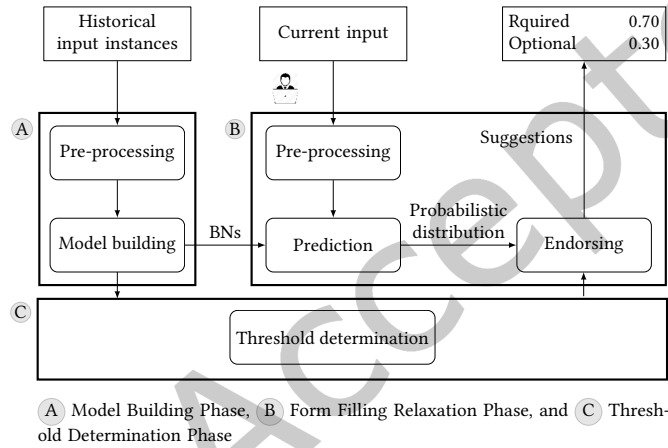 Historical
input instances
Current input
Rquired 0.70
Optional 0.30
A
B
Pre-processing
Pre-processing
Suggestions
Model building
BNs
Prediction
Probabilistic
distribution
Endorsing
C
Threshold determination
A Model Building Phase, B Form Filling Relaxation Phase, and C Thresh-
old Determination Phase
Accept